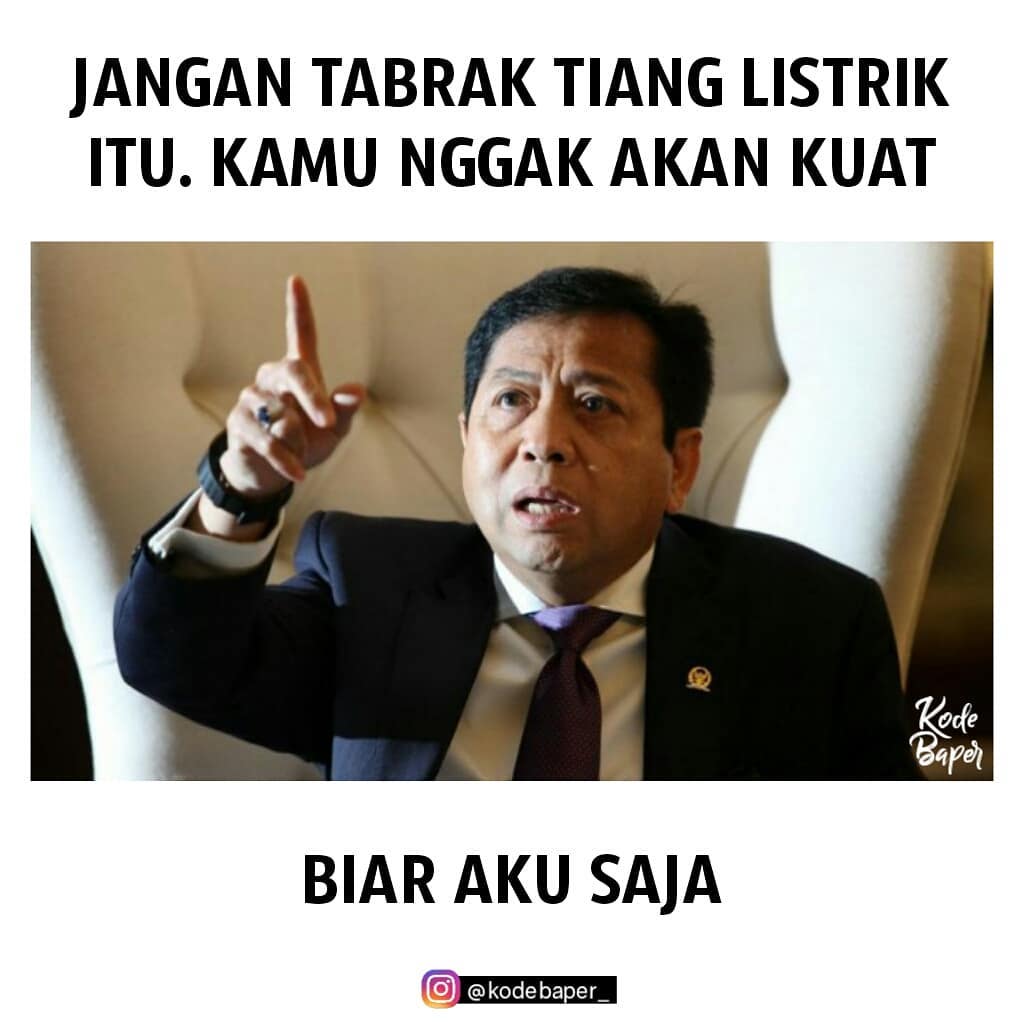 JANGAN TABRAK TIANG LISTRIK
ITU. KAMU NGGAK AKAN KUAT
Kode
Baper
BIAR AKU SAJA
@kodebaper_